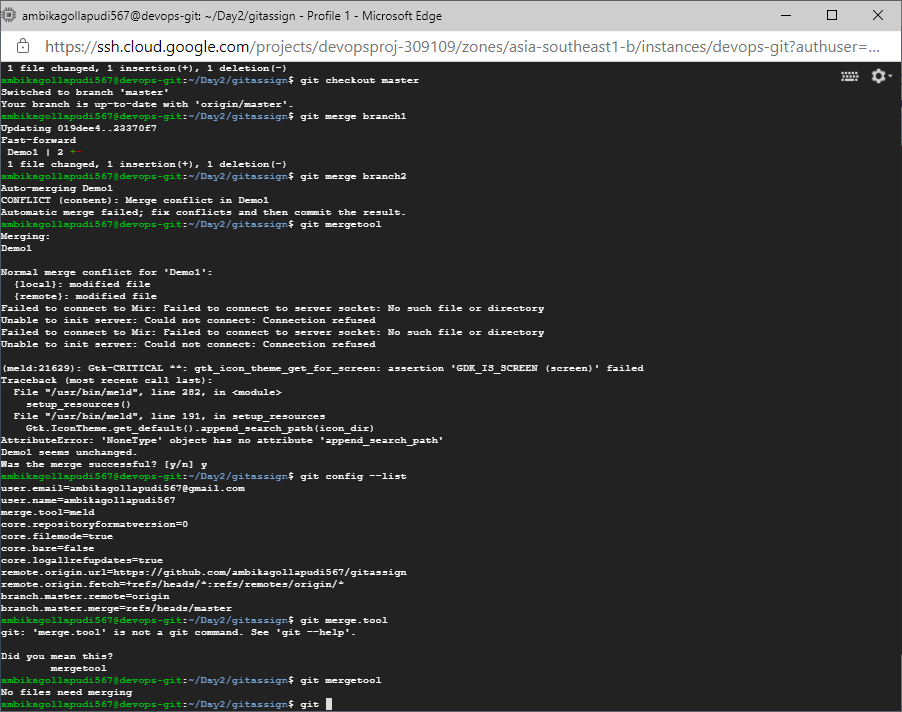 ambikagollapudi567@devops-git: ~/Day2/gitassign - Profile 1 - Microsoft Edge
https://ssh.cloud.google.com/projects/devopsproj-309109/zones/asia-southeast1-b/instances/devops-git?authuser=...
1 file changed, 1 insertion(+), 1 deletion(-)
ambikagollapudi567@devops-git:~/Day2/gitassign$ git checkout master
Switched to branch 'master'
Your branch is up-to-date with 'origin/master'.
ambikagollapudi567@devops-git:~/Day2/gitassign$ git merge branch1
Updating 019dee4..23370f7
Fast-forward
Demo1 | 2 +-
1 file changed, 1 insertion(+), 1 deletion(-)
ambikagollapudi567@devops-git:~/Day2/gitassign$ git merge branch2
Auto-merging Demo1
CONFLICT (content): Merge conflict in Demo1
Automatic merge failed; fix conflicts and then commit the result.
ambikagollapudi567@devops-git:~/Day2/gitassign$ git mergetool
Merging:
Demo1

Normal merge conflict for 'Demo1':
  {local}: modified file
  {remote}: modified file
Failed to connect to Mir: Failed to connect to server socket: No such file or directory
Unable to init server: Could not connect: Connection refused
Failed to connect to Mir: Failed to connect to server socket: No such file or directory
Unable to init server: Could not connect: Connection refused

(meld:21629): Gtk-CRITICAL **: gtk_icon_theme_get_for_screen: assertion 'GDK_IS_SCREEN (screen)' failed
Traceback (most recent call last):
  File "/usr/bin/meld", line 282, in <module>
    setup_resources()
  File "/usr/bin/meld", line 191, in setup_resources
    Gtk.IconTheme.get_default().append_search_path(icon_dir)
AttributeError: 'NoneType' object has no attribute 'append_search_path'
Demo1 seems unchanged.
Was the merge successful? [y/n] y
ambikagollapudi567@devops-git:~/Day2/gitassign$ git config --list
user.email=ambikagollapudi567@gmail.com
user.name=ambikagollapudi567
merge.tool=meld
core.repositoryformatversion=0
core.filemode=true
core.bare=false
core.logallrefupdates=true
remote.origin.url=https://github.com/ambikagollapudi567/gitassign
remote.origin.fetch=+refs/heads/*:refs/remotes/origin/*
branch.master.remote=origin
branch.master.merge=refs/heads/master
ambikagollapudi567@devops-git:~/Day2/gitassign$ git merge.tool
git: 'merge.tool' is not a git command. See 'git --help'.

Did you mean this?
        mergetool
ambikagollapudi567@devops-git:~/Day2/gitassign$ git mergetool
No files need merging
ambikagollapudi567@devops-git:~/Day2/gitassign$ git